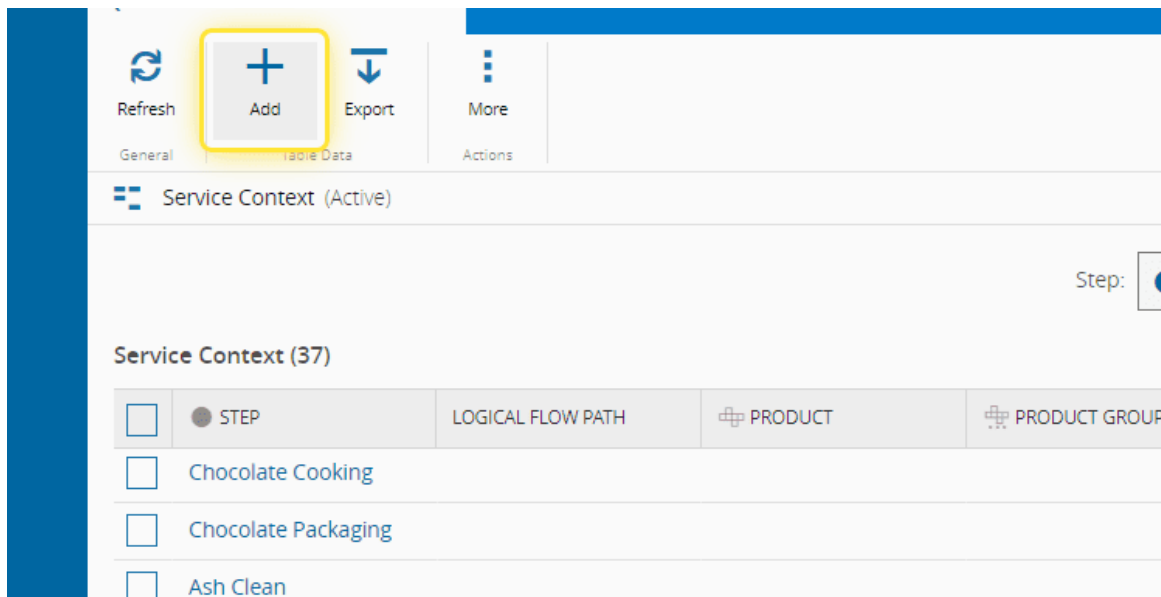 Refresh Add Export More
General Table Data Actions
Service Context (Active)
Step:
Service Context (37)
STEP LOGICAL FLOW PATH PRODUCT PRODUCT GROUP
Chocolate Cooking
Chocolate Packaging
Ash Clean